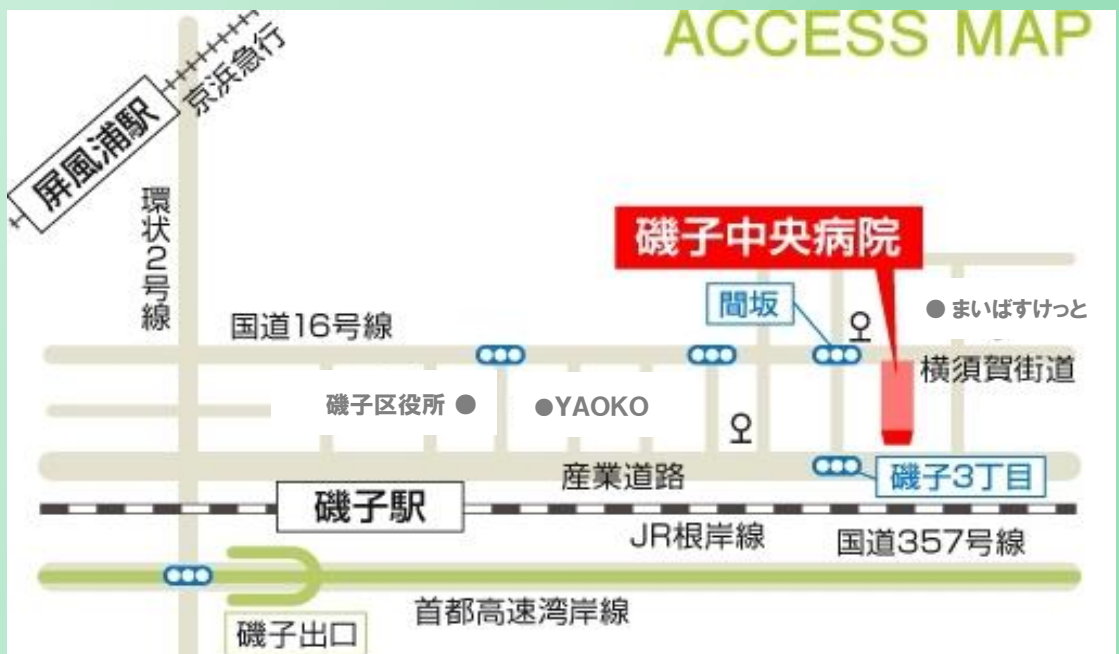 ACCESS MAP
京浜急行
屏風浦駅
環状2号線
磯子中央病院
間坂
まいばすけっと
国道16号線
横須賀街道
磯子区役所
YAOKO
産業道路
磯子3丁目
磯子駅
JR根岸線
国道357号線
首都高速湾岸線
磯子出口